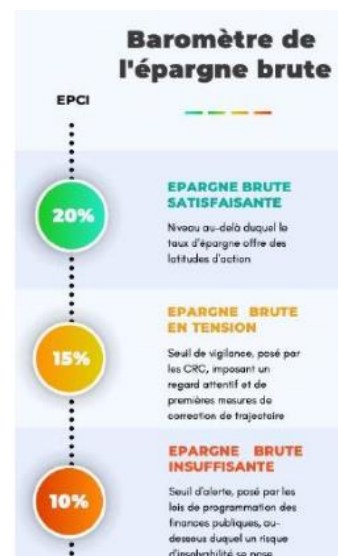 Baromètre de
l'épargne brute
EPCI
20%
EPARGNE BRUTE
SATISFAISANTE
Niveau au-delà duquel le
taux d'épargne offre des
latitudes d'action
15%
EPARGNE BRUTE
EN TENSION
Seuil de vigilance, posé par
les CRC, imposant un
regard attentif et de
premières mesures de
correction de trajectoire
10%
EPARGNE BRUTE
INSUFFISANTE
Seuil d'alerte, posé par les
lois de programmation des
finances publiques, au-
dessous duquel un risque
d'insolvabilité se pose